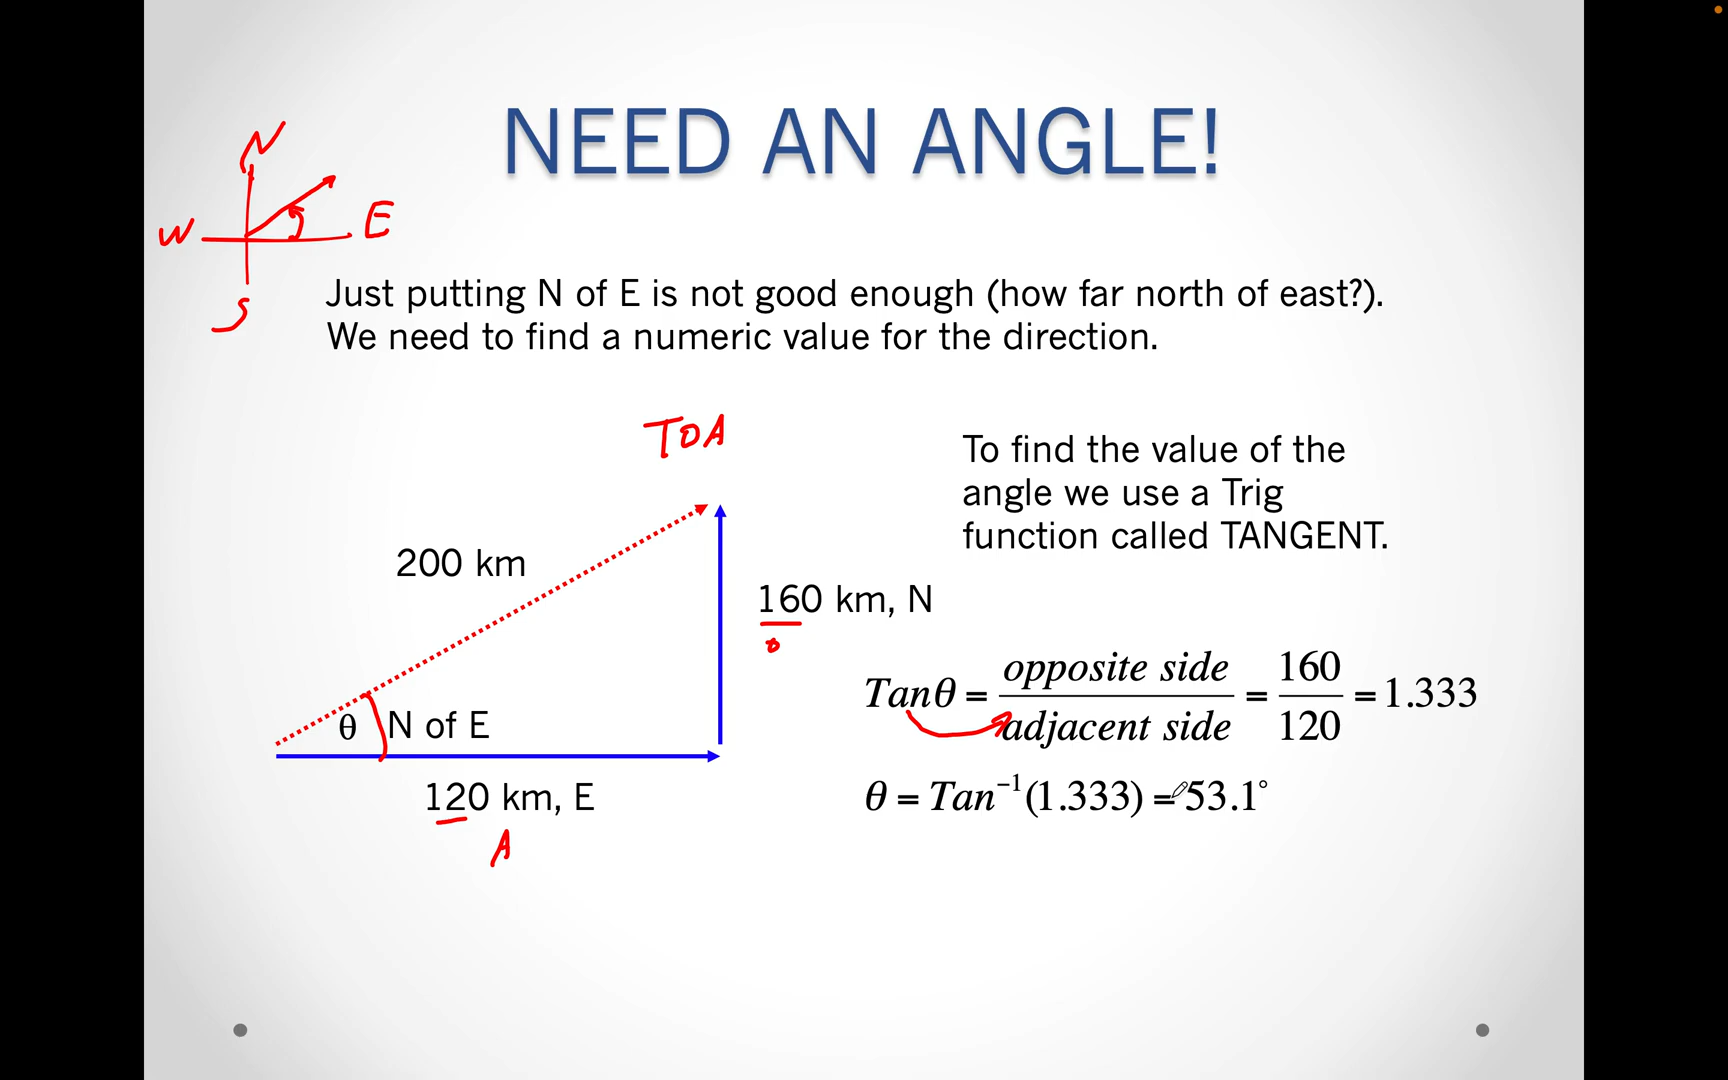 NEED AN ANGLE!
N
W
E
S
Just putting N of E is not good enough (how far north of east?).
We need to find a numeric value for the direction.
TOA
To find the value of the
angle we use a Trig
function called TANGENT.
200 km
160 km, N
O
θ N of E
120 km, E
A
Tanθ = opposite side / adjacent side = 160 / 120 = 1.333
θ = Tan⁻¹(1.333) = 53.1°